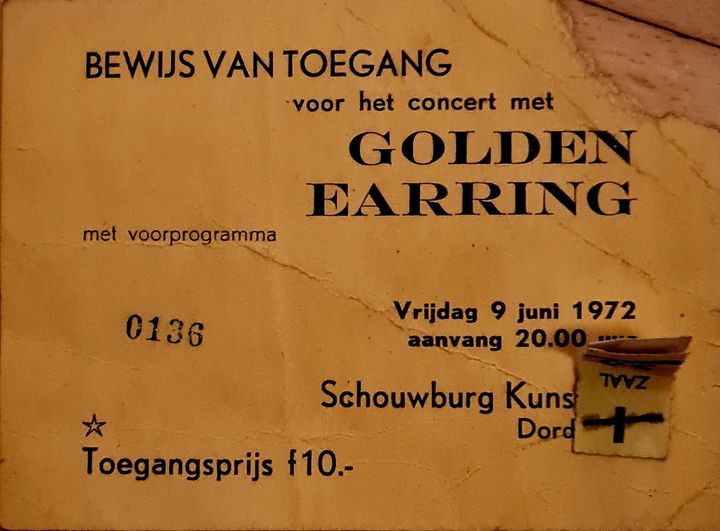 BEWIJS VAN TOEGANG
voor het concert met
GOLDEN
EARRING
met voorprogramma
0136
Vrijdag 9 juni 1972
aanvang 20.00
Schouwburg Kuns
Dord
ZAAL
☆
Toegangsprijs f10.-